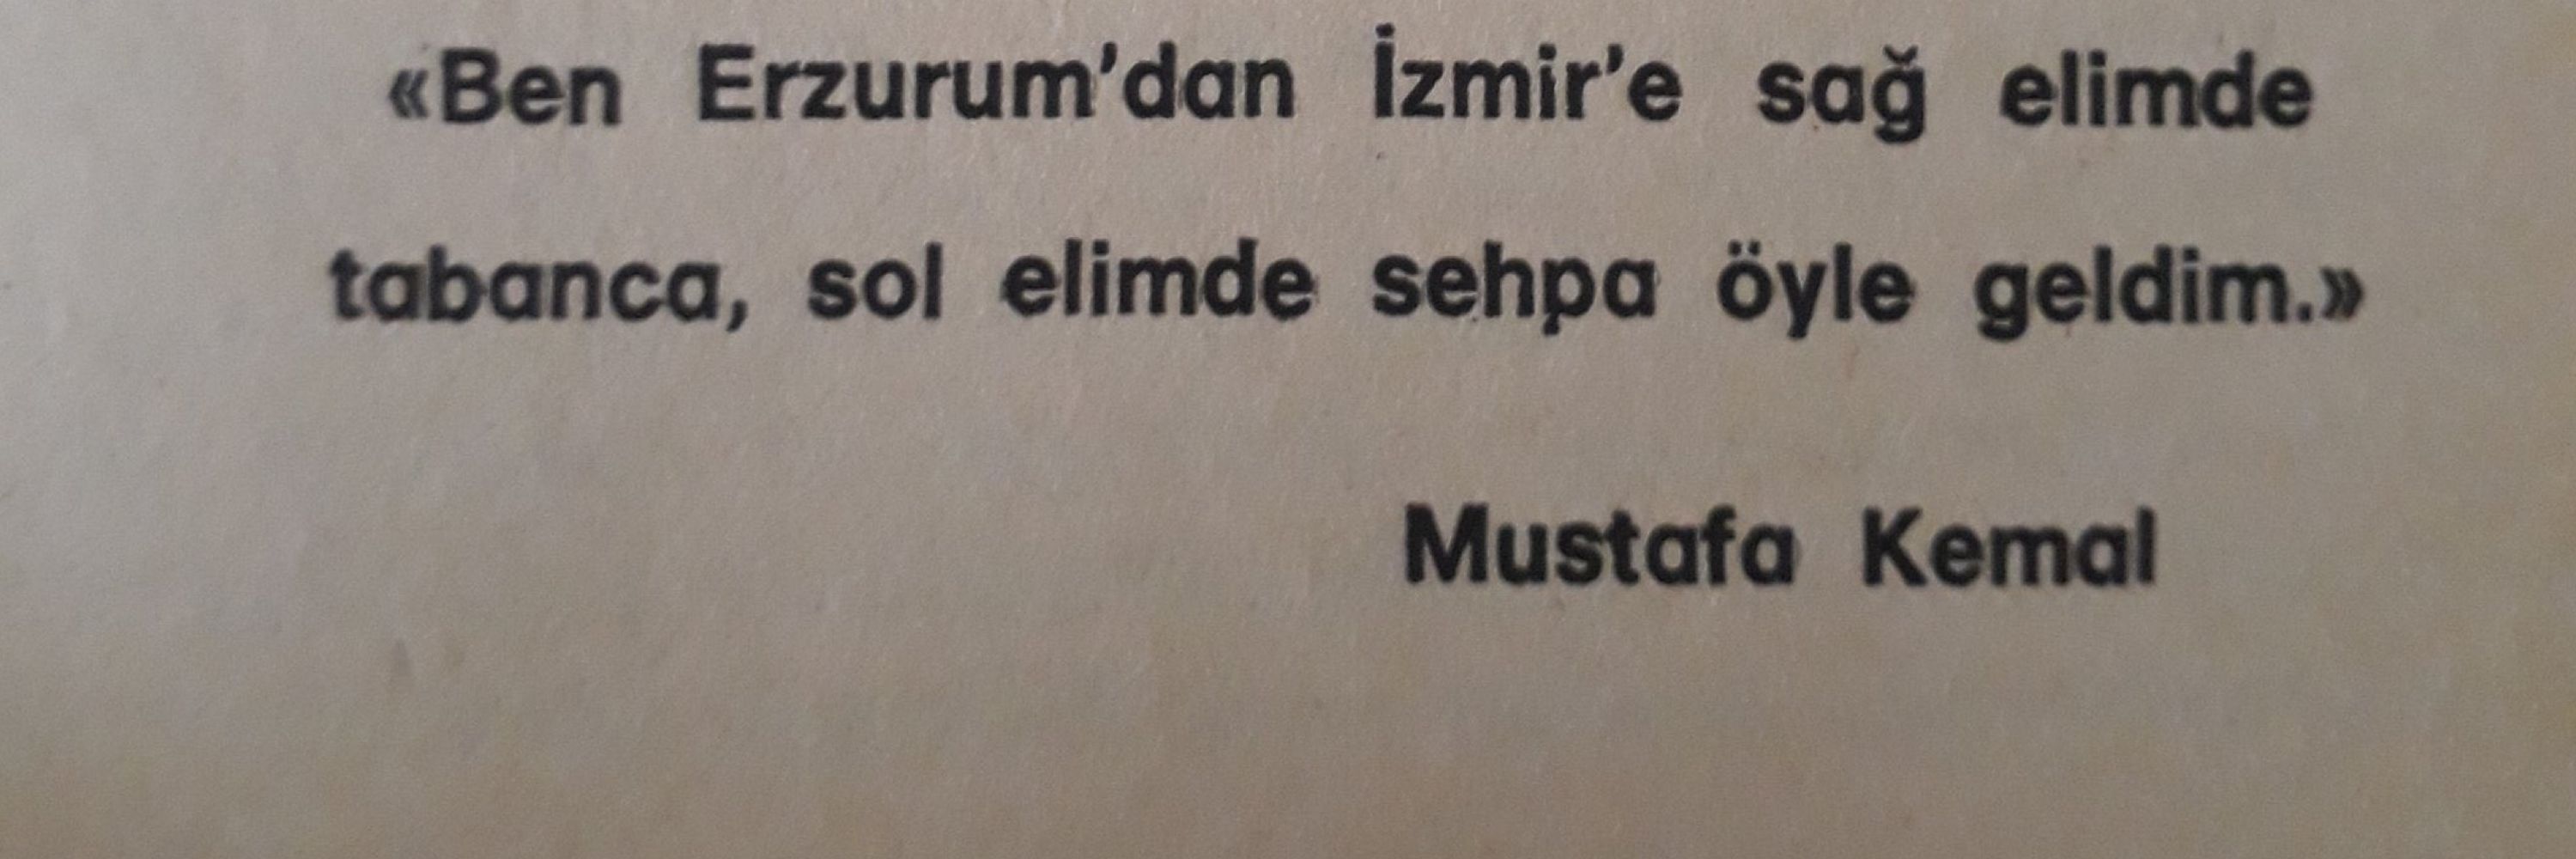 «Ben Erzurum'dan İzmir'e sağ elimde
tabanca, sol elimde sehpa öyle geldim.»
Mustafa Kemal